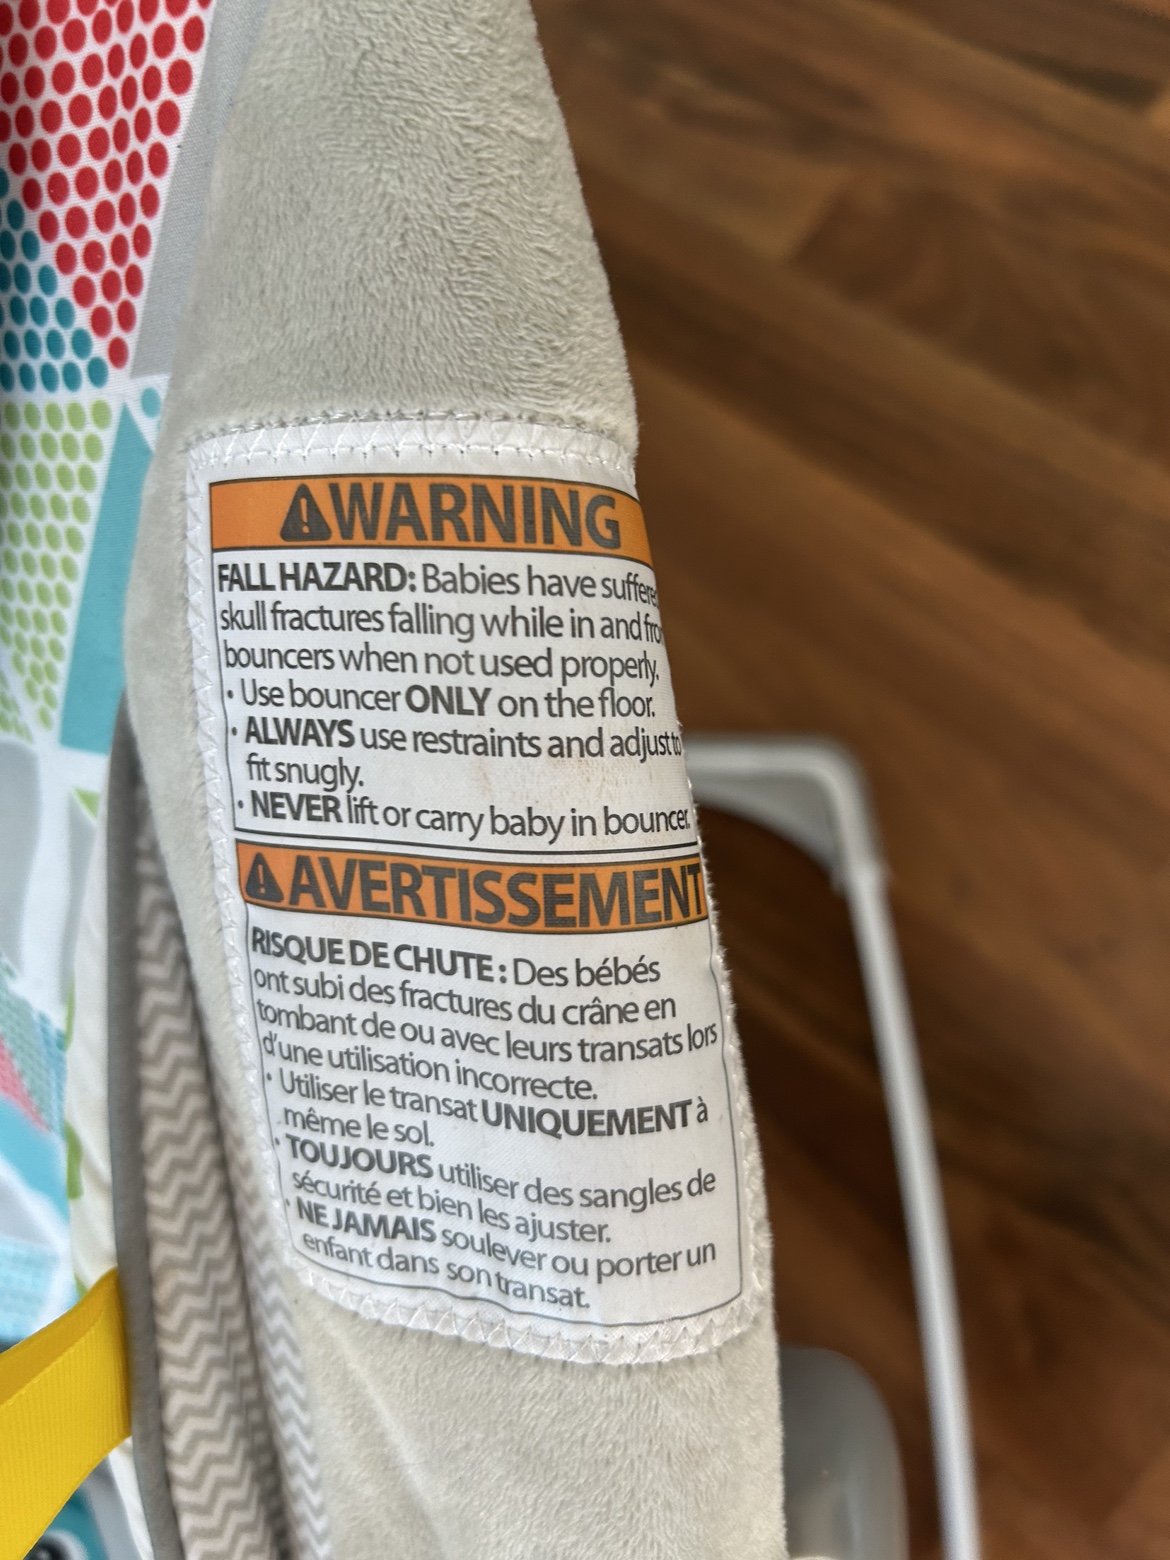 WARNING
FALL HAZARD: Babies have suffere
skull fractures falling while in and fro
bouncers when not used properly.
• Use bouncer ONLY on the floor.
• ALWAYS use restraints and adjust to
fit snugly.
• NEVER lift or carry baby in bouncer.
AVERTISSEMENT
RISQUE DE CHUTE : Des bébés
ont subi des fractures du crâne en
tombant de ou avec leurs transats lors
d'une utilisation incorrecte.
• Utiliser le transat UNIQUEMENT à
même le sol.
• TOUJOURS utiliser des sangles de
sécurité et bien les ajuster.
• NE JAMAIS soulever ou porter un
enfant dans son transat.